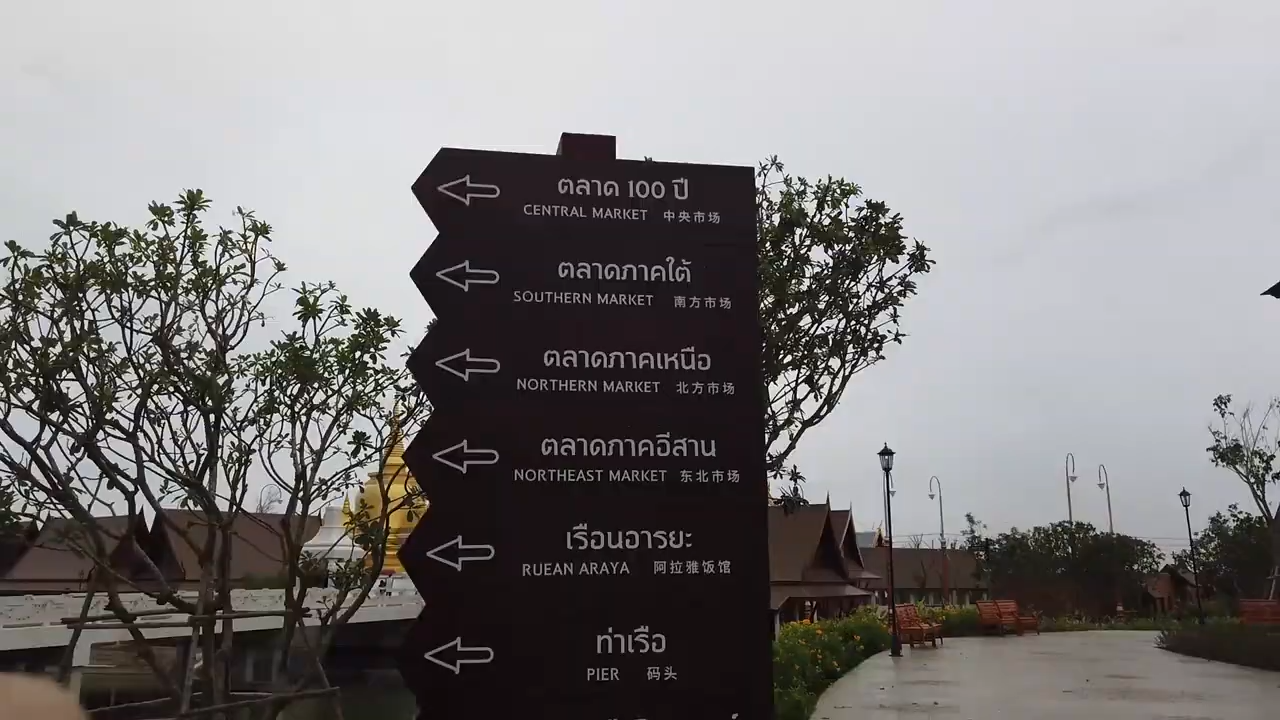 ตลาด 100 ปี
CENTRAL MARKET 中央市场
ตลาดภาคใต้
SOUTHERN MARKET 南方市场
ตลาดภาคเหนือ
NORTHERN MARKET 北方市场
ตลาดภาคอีสาน
NORTHEAST MARKET 东北市场
เรือนอารยะ
RUEAN ARAYA 阿拉雅饭馆
ท่าเรือ
PIER 码头